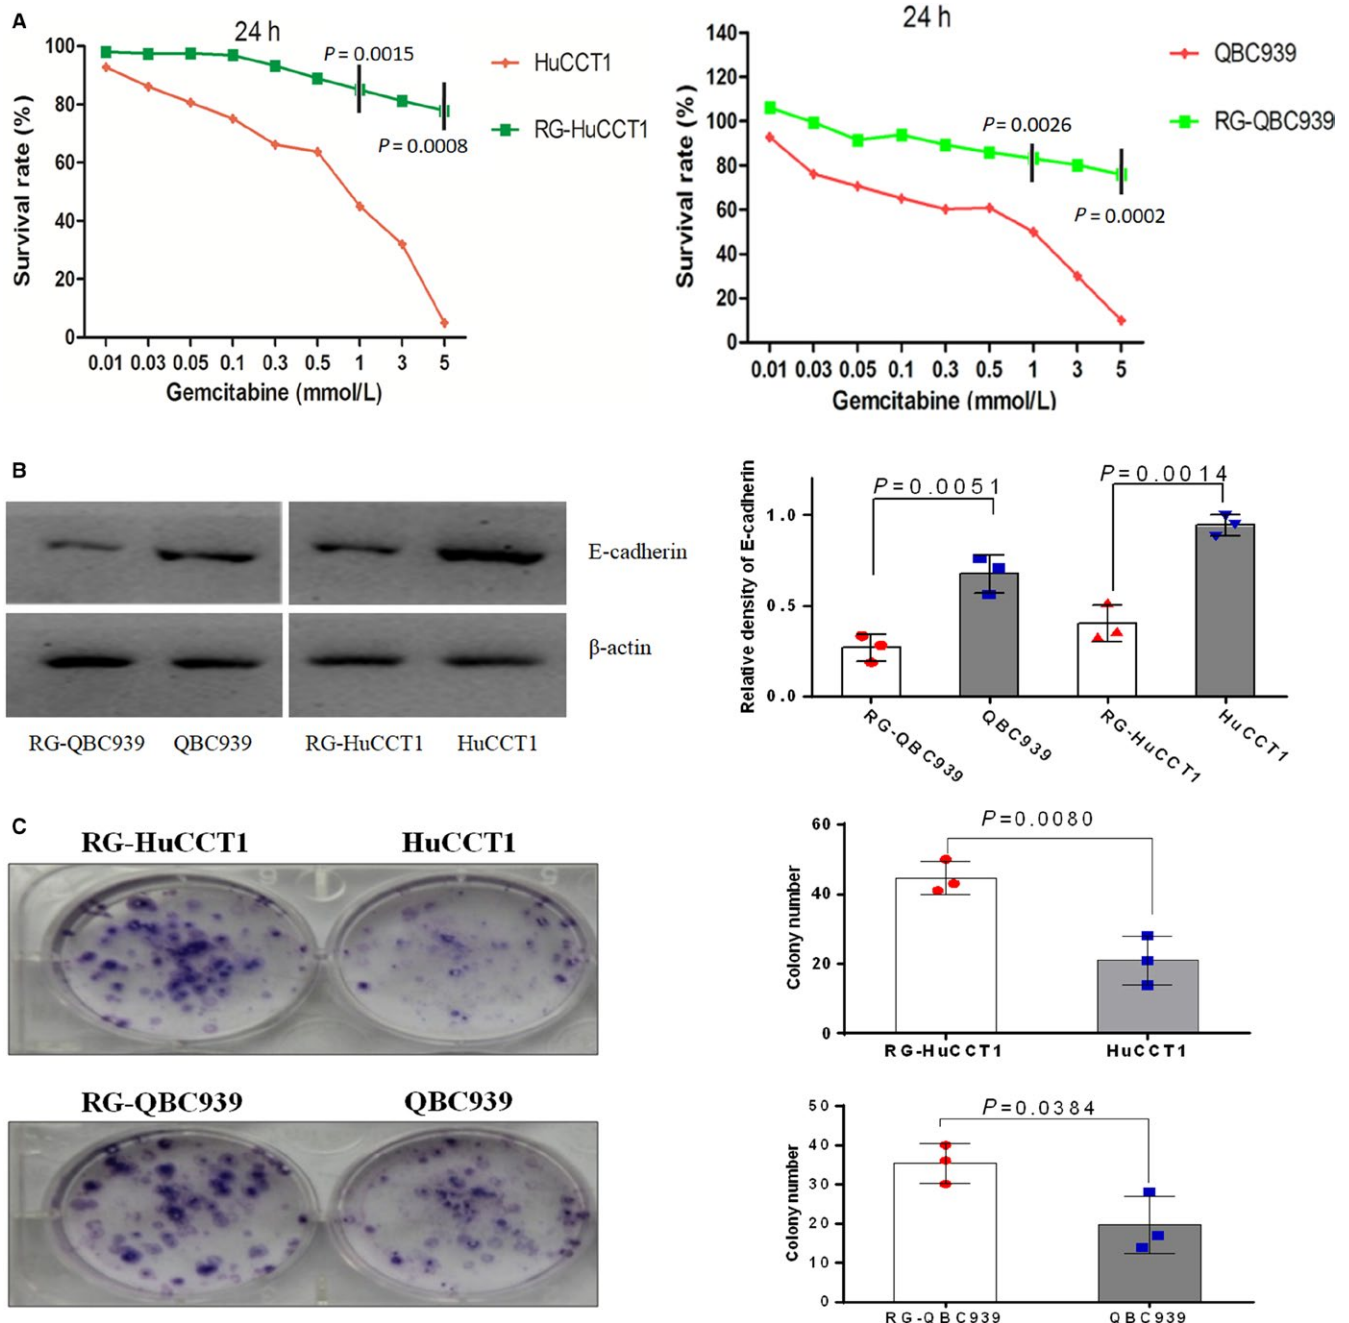 A
24 h
P = 0.0015
P = 0.0008
HuCCT1
RG-HuCCT1
100
80
60
40
20
0
Survival rate (%)
0.01 0.03 0.05 0.1 0.3 0.5 1 3 5
Gemcitabine (mmol/L)
24 h
P = 0.0026
P = 0.0002
QBC939
RG-QBC939
140
120
100
80
60
40
20
0
Survival rate (%)
0.01 0.03 0.05 0.1 0.3 0.5 1 3 5
Gemcitabine (mmol/L)
B
E-cadherin
β-actin
RG-QBC939 QBC939 RG-HuCCT1 HuCCT1
Relative density of E-cadherin
P=0.0051
P=0.0014
1.0
0.5
0.0
RG-QBC939
QBC939
RG-HuCCT1
HuCCT1
C
RG-HuCCT1 HuCCT1
RG-QBC939 QBC939
P=0.0080
Colony number
60
40
20
0
RG-HuCCT1 HuCCT1
P=0.0384
Colony number
50
40
30
20
10
0
RG-QBC939 QBC939